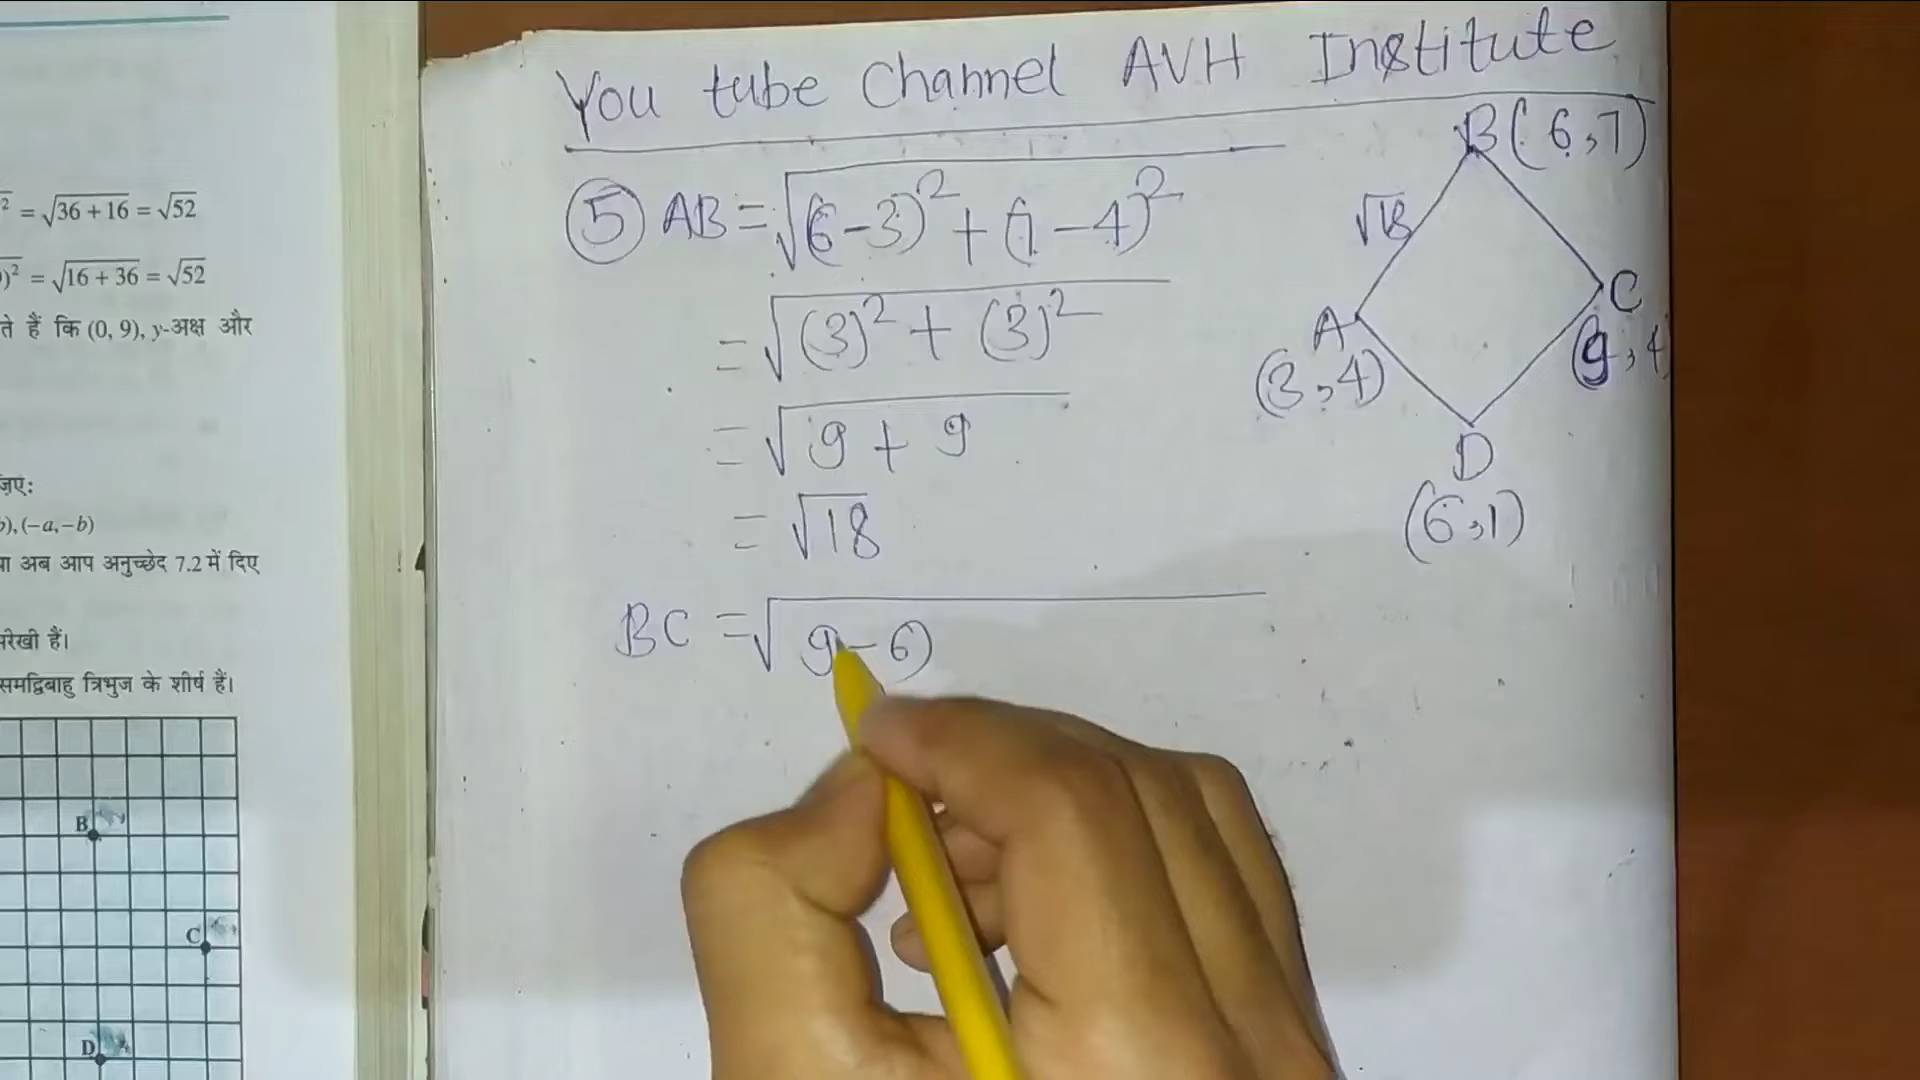 You tube Channel AVH Institute
⑤ AB = √(6-3)² + (7-4)²
= √(3)² + (3)²
= √9 + 9
= √18
BC = √9-6)
B(6,7)
√18
C
(9,4)
A
(3,4)
D
(6,1)
² = √36 + 16 = √52
)² = √16 + 36 = √52
ते हैं कि (0, 9), y-अक्ष और
जिए:
), (–a, –b)
अब आप अनुच्छेद 7.2 में दिए
हैं।
समद्विबाहु त्रिभुज के शीर्ष हैं।
B
C
D